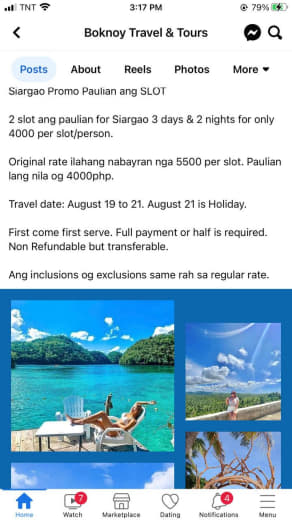 TNT 3:17 PM 79%
Boknoy Travel & Tours
Posts About Reels Photos More
Siargao Promo Paulian ang SLOT
2 slot ang paulian for Siargao 3 days & 2 nights for only
4000 per slot/person.
Original rate ilahang nabayran nga 5500 per slot. Paulian
lang nila og 4000php.
Travel date: August 19 to 21. August 21 is Holiday.
First come first serve. Full payment or half is required.
Non Refundable but transferable.
Ang inclusions og exclusions same rah sa regular rate.
7 4
Home Watch Marketplace Dating Notifications Menu